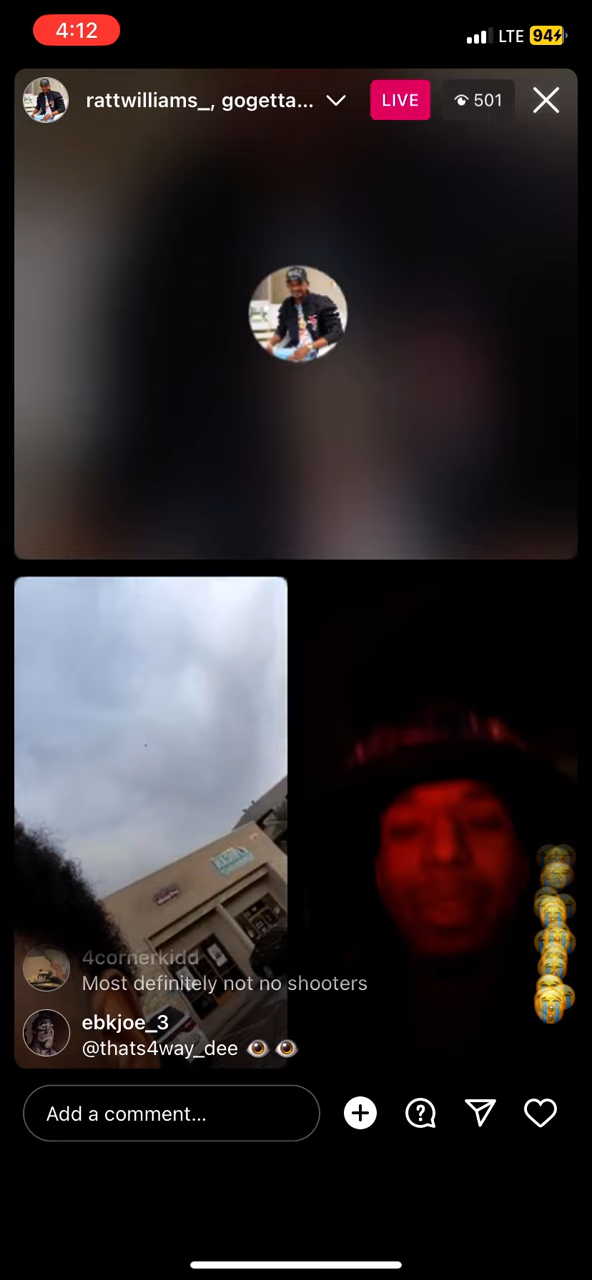 4:12
LTE 94
rattwilliams_, gogetta... LIVE 501
4cornerkidd
Most definitely not no shooters
ebkjoe_3
@thats4way_dee 👀
Add a comment...